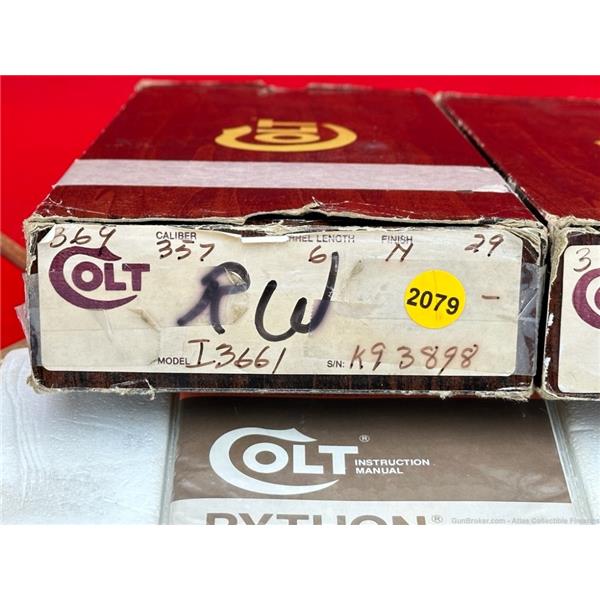 COLT
369 CALIBER 357 BARREL LENGTH 6 FINISH N 29
COLT
RW
2079 -
MODEL I3661 S/N: K93898
3
COLT® INSTRUCTION MANUAL
PYTHON®
GunBroker.com - Atlas Collectible Firearms